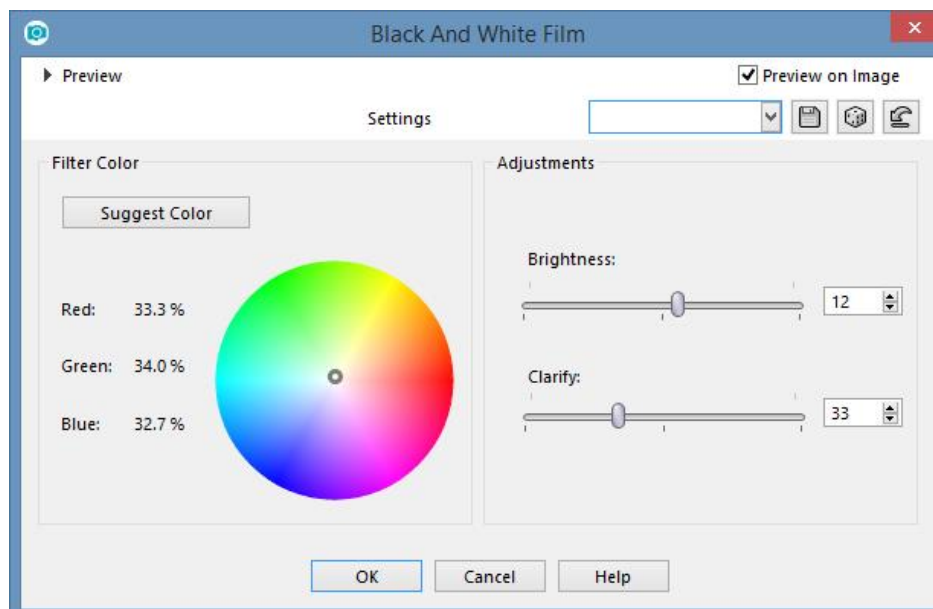 Black And White Film
Preview
Preview on Image
Settings
Filter Color
Suggest Color
Red: 33.3 %
Green: 34.0 %
Blue: 32.7 %
Adjustments
Brightness:
12
Clarify:
33
OK Cancel Help